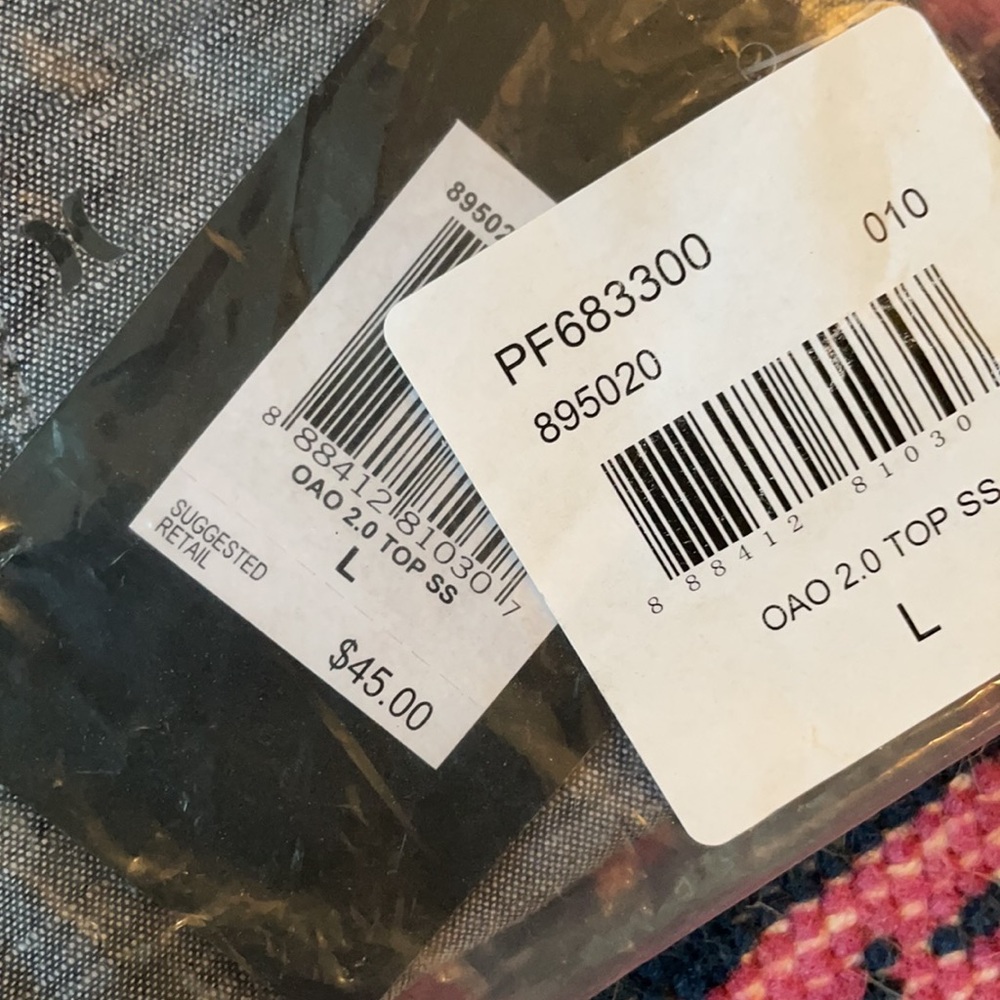 895020
8 88412 81030 7
OAO 2.0 TOP SS
L
SUGGESTED
RETAIL
$45.00
PF683300
010
895020
8 88412 81030
OAO 2.0 TOP SS
L